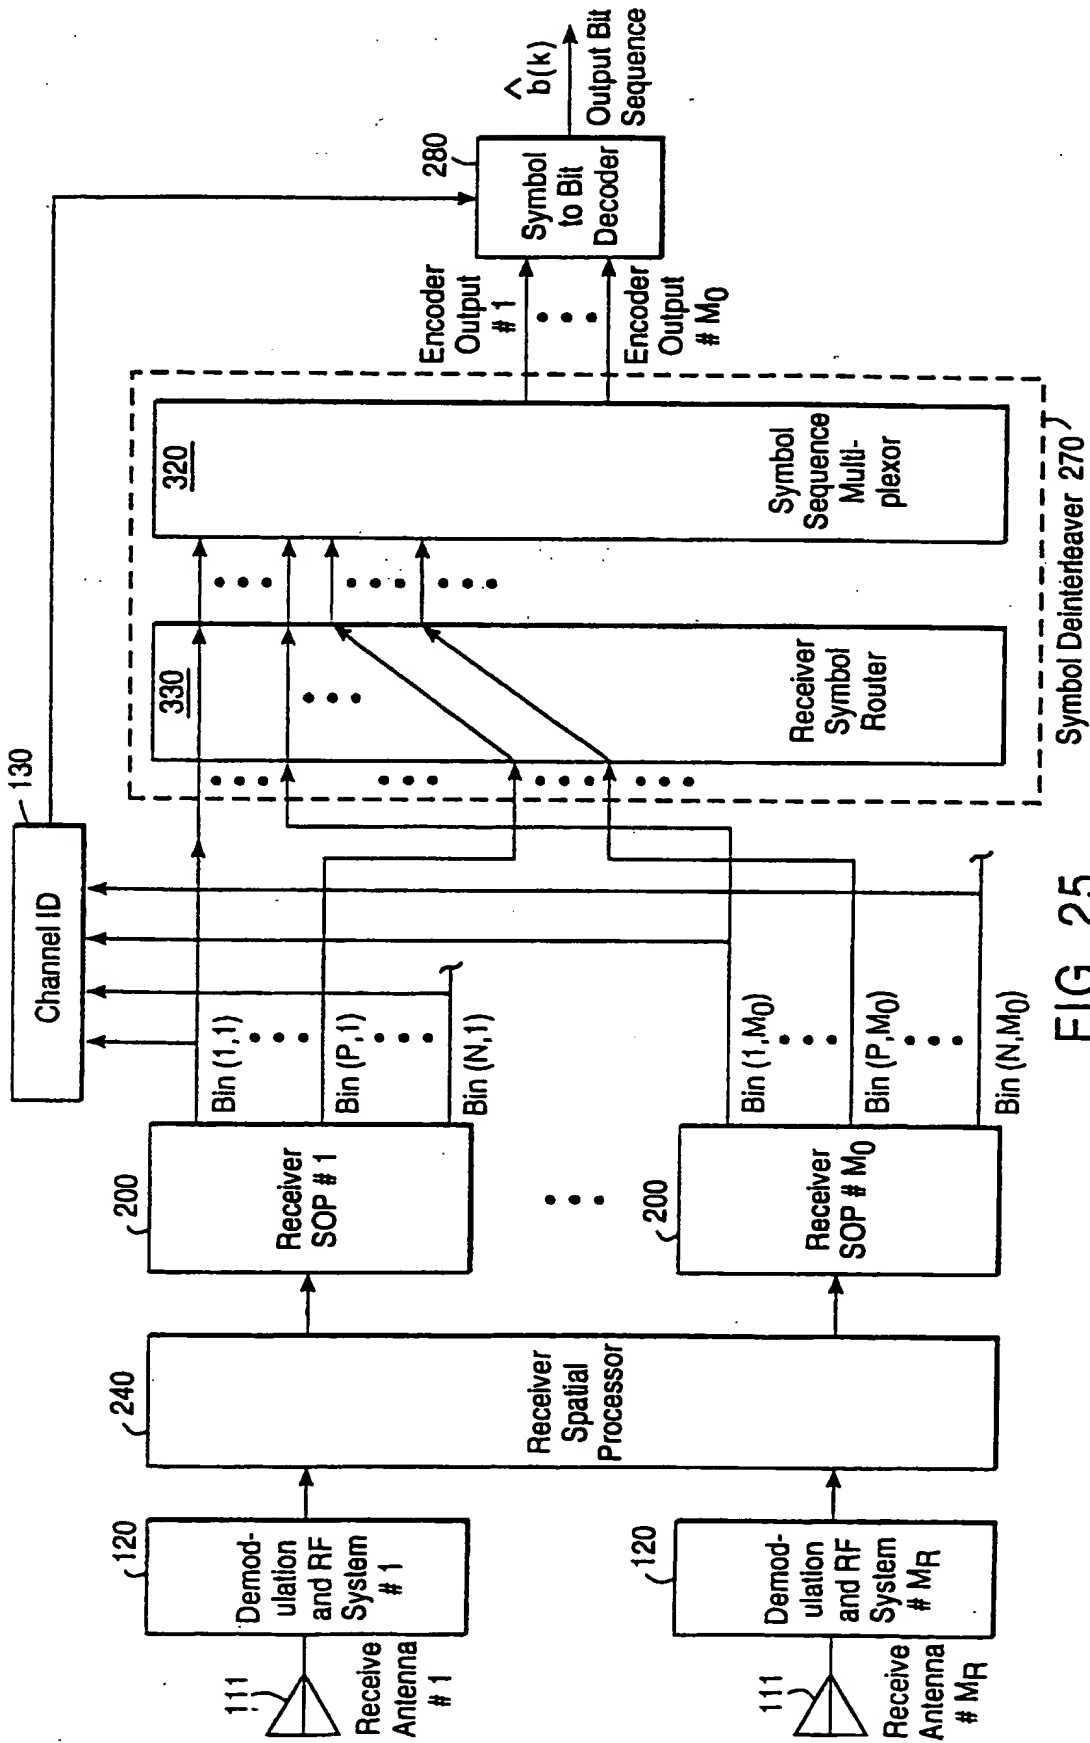 111
Receive
Antenna
# 1
120
Demod-
ulation
and RF
System
# 1
111
Receive
Antenna
# MR
120
Demod-
ulation
and RF
System
# MR
240
Receiver
Spatial
Processor
200
Receiver
SOP # 1
200
Receiver
SOP # M0
Bin (1,1)
Bin (P,1)
Bin (N,1)
Bin (1,M0)
Bin (P,M0)
Bin (N,M0)
130
Channel ID
330
Receiver
Symbol
Router
320
Symbol
Sequence
Multi-
plexor
Symbol Deinterleaver 270
Encoder
Output
# 1
Encoder
Output
# M0
280
Symbol
to Bit
Decoder
^
b(k)
Output Bit
Sequence
FIG 25